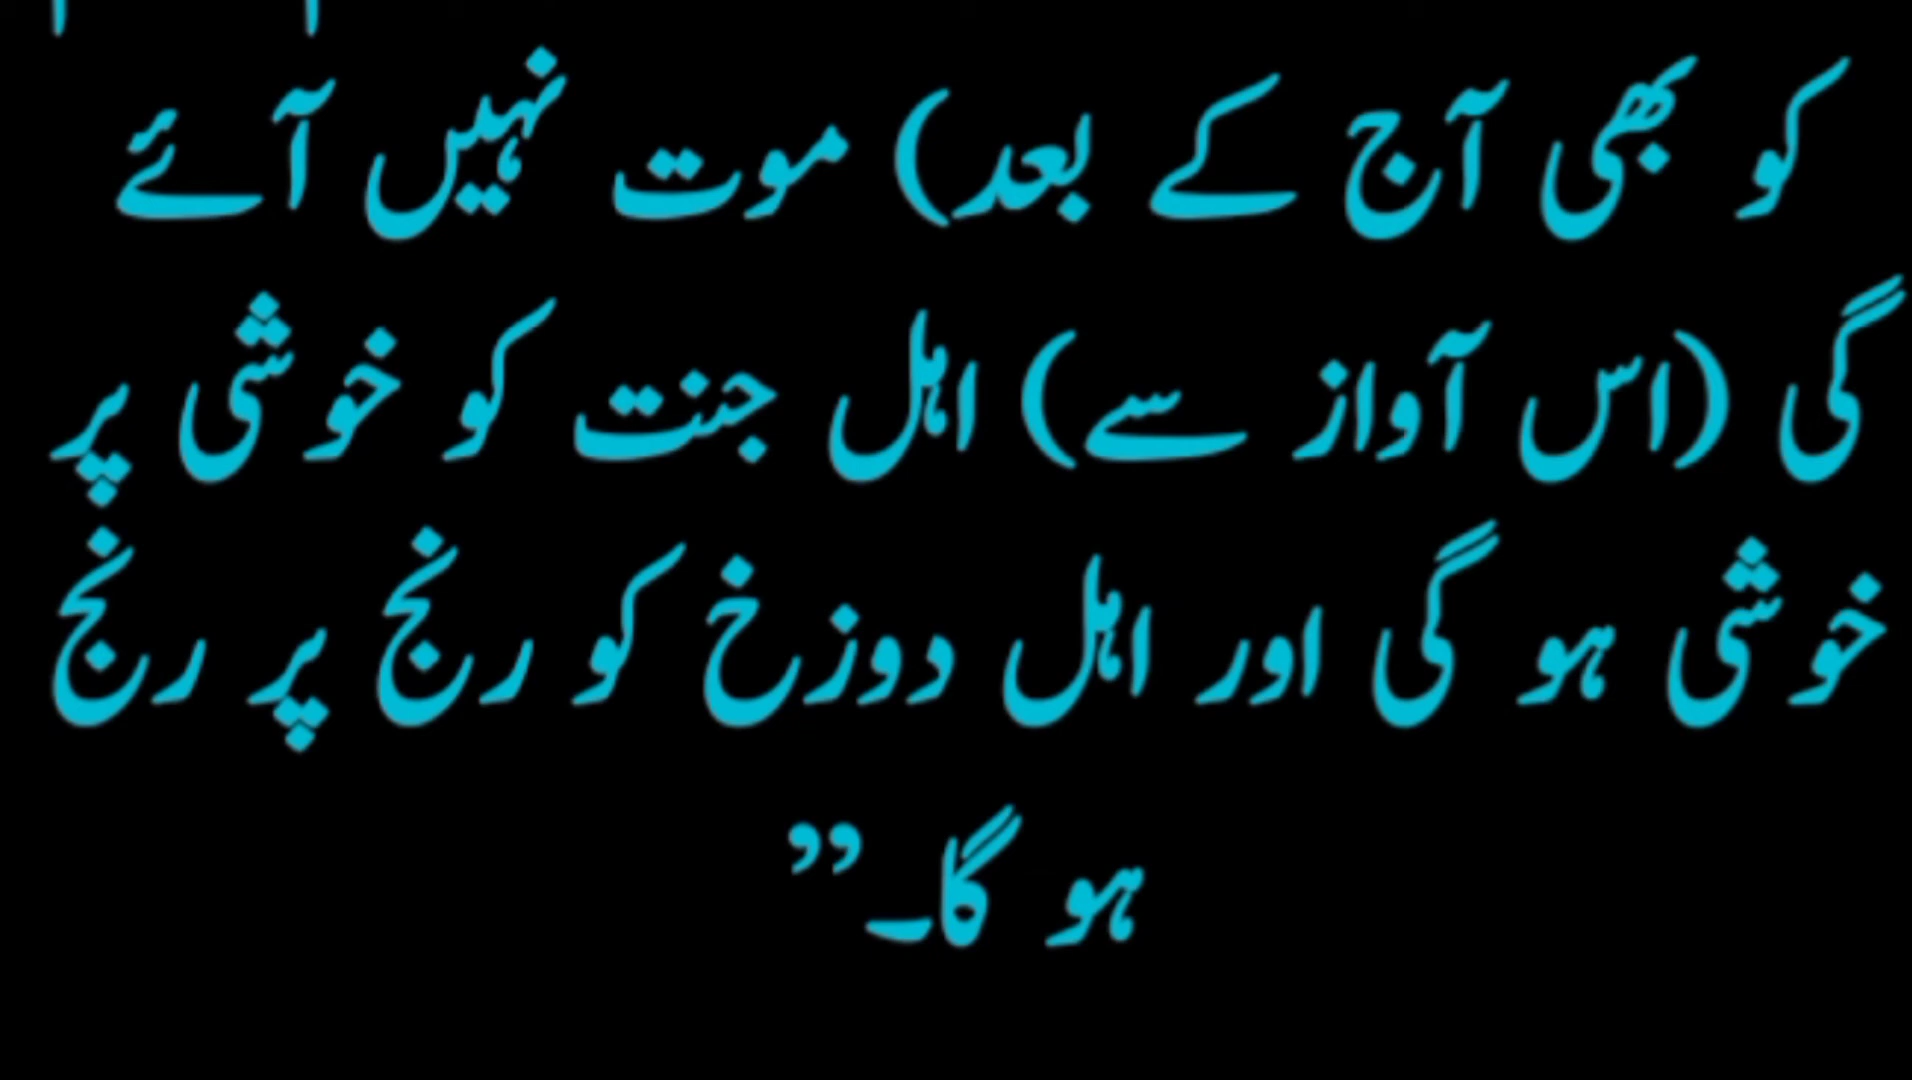 کو بھی آج کے بعد) موت نہیں آئے
گی (اس آواز سے) اہل جنت کو خوشی پر
خوشی ہو گی اور اہل دوزخ کو رنج پر رنج
ہو گا۔”